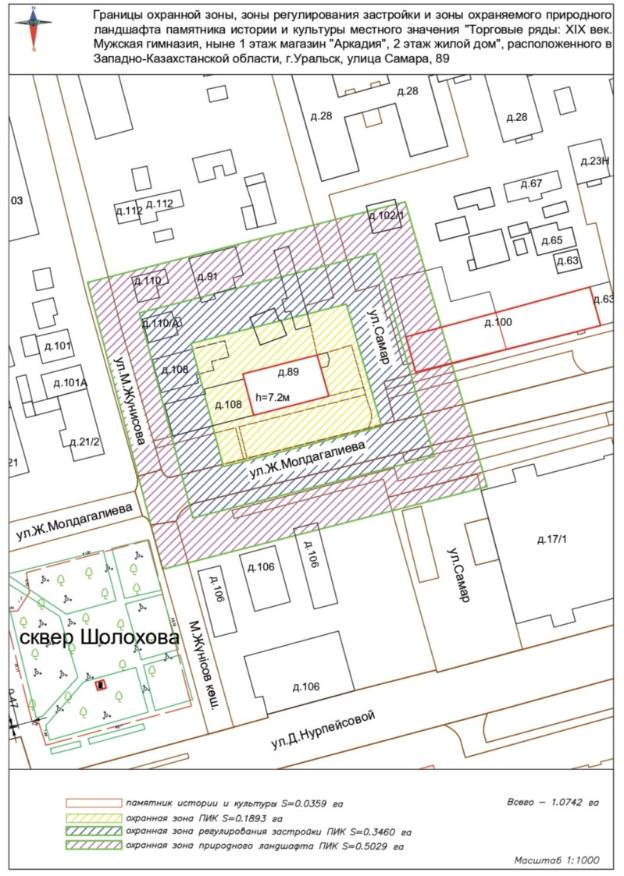 Границы охранной зоны, зоны регулирования застройки и зоны охраняемого природного
ландшафта памятника истории и культуры местного значения "Торговые ряды: XIX век.
Мужская гимназия, ныне 1 этаж магазин "Аркадия", 2 этаж жилой дом", расположенного в
Западно-Казахстанской области, г.Уральск, улица Самара, 89
д.28
д.28
03
д.112
д.112
д.23Н
д.67
д.102/1
д.65
д.63
д.110
д.91
д.63
д.110/А
ул.Самар
д.100
д.101
ул.М.Жунисова
д.108
д.89
д.101А
h=7.2м
д.108
д.21/2
21
ул.Ж.Молдагалиева
ул.Ж.Молдагалиева
д.17/1
д.106
д.106
д.106
ул.Самар
сквер Шолохова
М.Жүнісов көш.
д.106
0.47
ул.Д.Нурпейсовой
памятник истории и культуры S=0.0359 га
Всего – 1.0742 га
охранная зона ПИК S=0.1893 га
охранная зона регулирования застройки ПИК S=0.3460 га
охранная зона природного ландшафта ПИК S=0.5029 га
Масштаб 1:1000